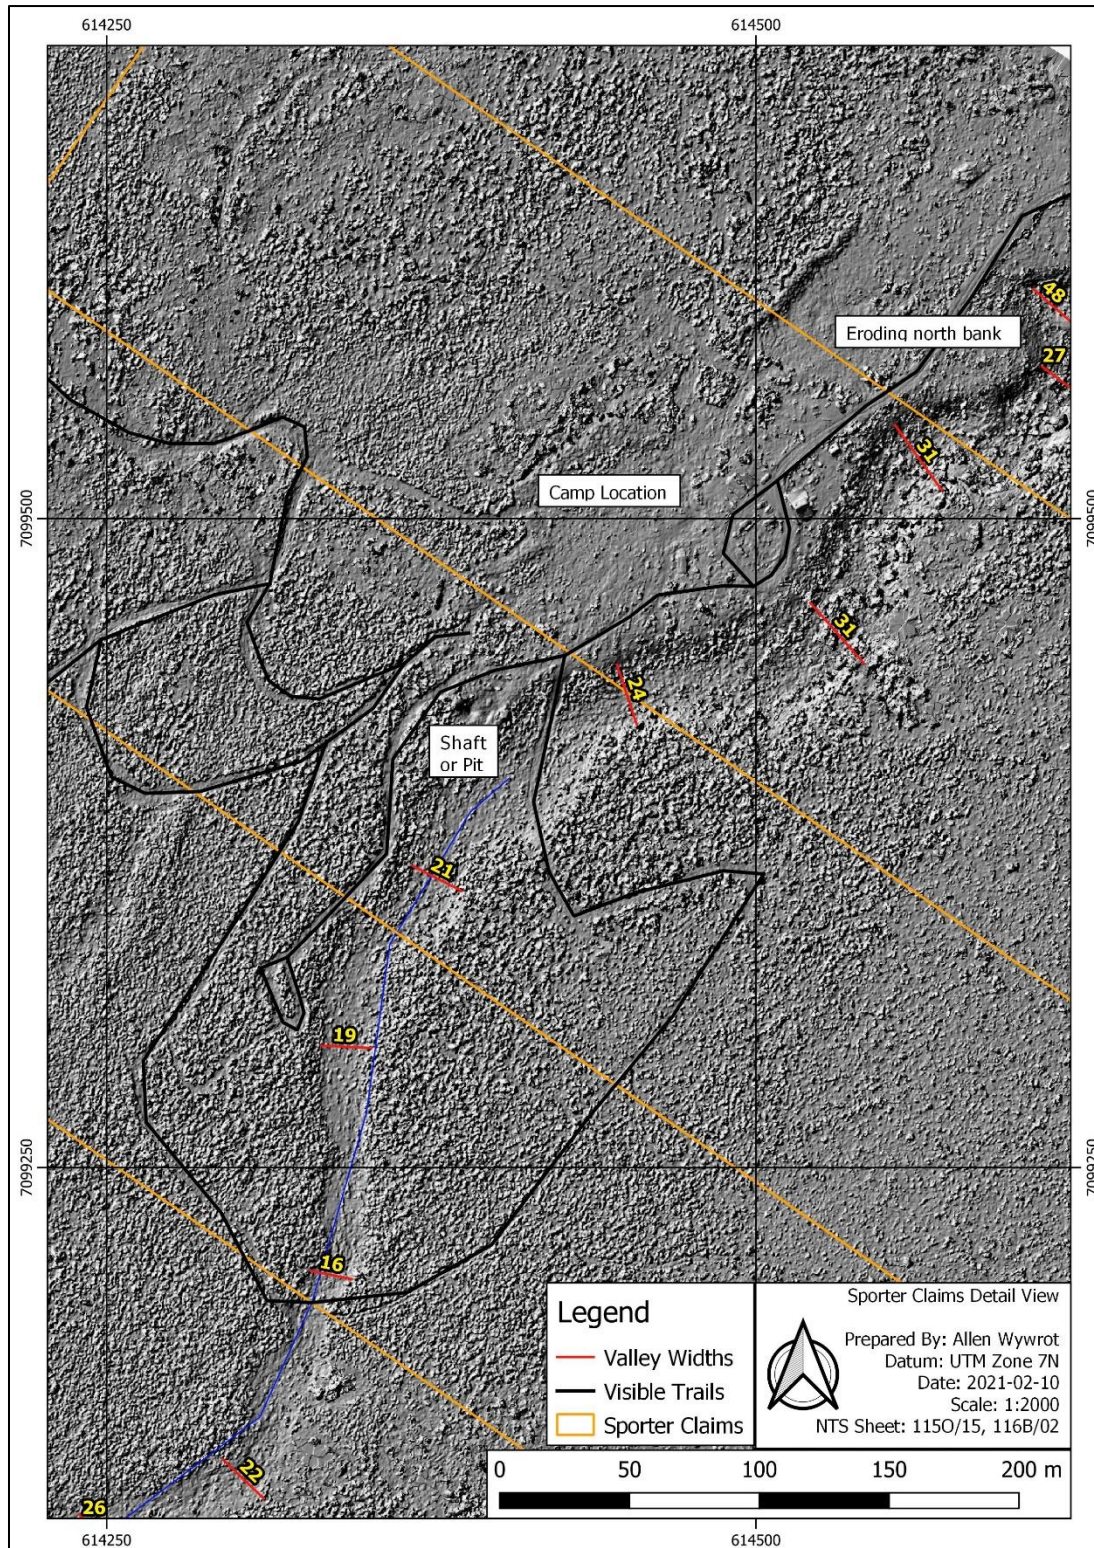 614250
614500
48
Eroding north bank
27
31
Camp Location
7099500
7099500
31
24
Shaft
or Pit
21
19
7099250
7099250
16
Legend
Valley Widths
Visible Trails
Sporter Claims
Sporter Claims Detail View
Prepared By: Allen Wywrot
Datum: UTM Zone 7N
Date: 2021-02-10
Scale: 1:2000
NTS Sheet: 115O/15, 116B/02
22
0 50 100 150 200 m
26
614250
614500